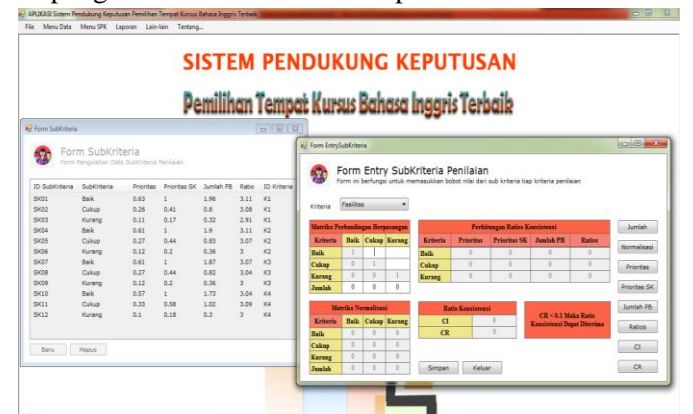 APLIKASI Sistem Pendukung Keputusan Pemilihan Tempat Kursus Bahasa Inggris Terbaik
File Menu Data Menu SPK Laporan Lain-lain Tentang...
SISTEM PENDUKUNG KEPUTUSAN
Pemilihan Tempat Kursus Bahasa Inggris Terbaik
Form SubKriteria
Form SubKriteria
Form Pengolahan Data SubKriteria Penilaian
ID SubKriteria SubKriteria Prioritas Prioritas SK Jumlah PB Ratio ID Kriteria
SK01 Baik 0.63 1 1.96 3.11 K1
SK02 Cukup 0.26 0.41 0.8 3.08 K1
SK03 Kurang 0.11 0.17 0.32 2.91 K1
SK04 Baik 0.61 1 1.9 3.11 K2
SK05 Cukup 0.27 0.44 0.83 3.07 K2
SK06 Kurang 0.12 0.2 0.36 3 K2
SK07 Baik 0.61 1 1.87 3.07 K3
SK08 Cukup 0.27 0.44 0.82 3.04 K3
SK09 Kurang 0.12 0.2 0.36 3 K3
SK10 Baik 0.57 1 1.73 3.04 K4
SK11 Cukup 0.33 0.58 1.02 3.09 K4
SK12 Kurang 0.1 0.18 0.3 3 K4
Baru Hapus
Form EntrySubKriteria
Form Entry SubKriteria Penilaian
Form ini berfungsi untuk memasukkan bobot nilai dari sub kriteria tiap kriteria penilaian
Kriteria Fasilitas
Matriks Perbandingan Berpasangan
Kriteria Baik Cukup Kurang
Baik 1
Cukup 0 1
Kurang 0 0 1
Jumlah 0 0 0
Perhitungan Ratios Konsistensi
Kriteria Prioritas Prioritas SK Jumlah PB Ratios
Baik 0 0 0 0
Cukup 0 0 0 0
Kurang 0 0 0 0
Matriks Normalisasi
Kriteria Baik Cukup Kurang
Baik 0 0 0
Cukup 0 0 0
Kurang 0 0 0
Jumlah 0 0 0
Ratio Konsistensi
CI 0
CR 0
CR < 0.1 Maka Ratio
Konsistensi Dapat Diterima
Simpan Keluar
Jumlah
Normalisasi
Prioritas
Prioritas SK
Jumlah PB
Ratios
CI
CR